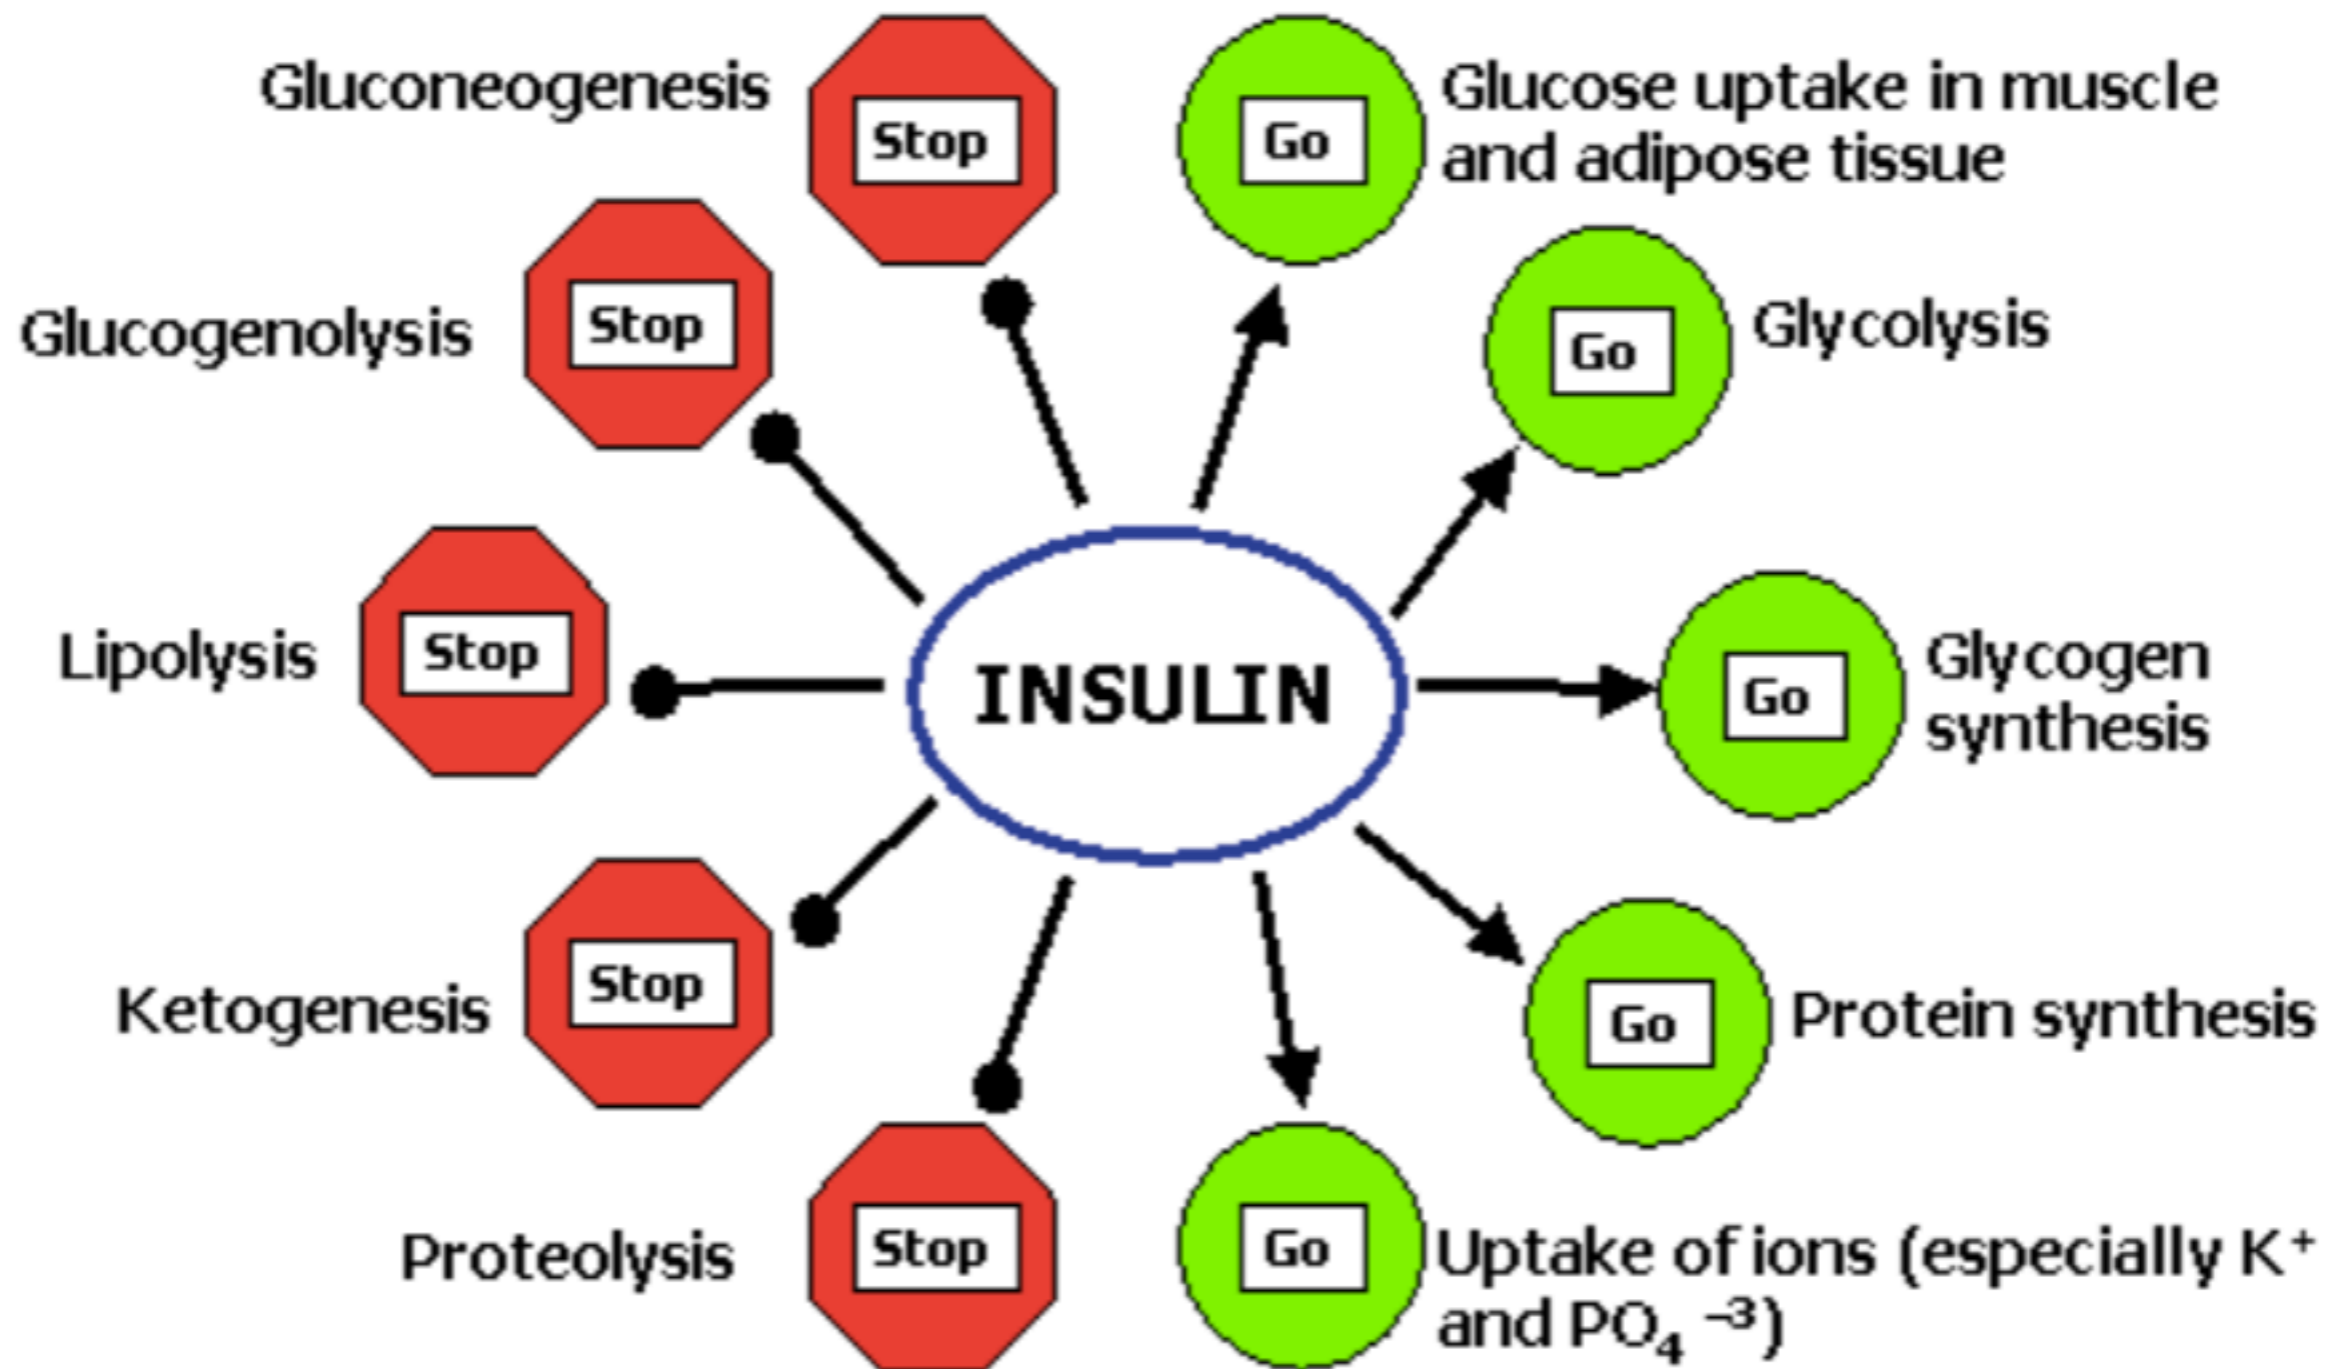 Gluconeogenesis
Stop
Go
Glucose uptake in muscle
and adipose tissue
Glucogenolysis
Stop
Go
Glycolysis
Lipolysis
Stop
INSULIN
Go
Glycogen
synthesis
Ketogenesis
Stop
Go
Protein synthesis
Proteolysis
Stop
Go
Uptake of ions (especially K⁺
and PO₄ ⁻³)